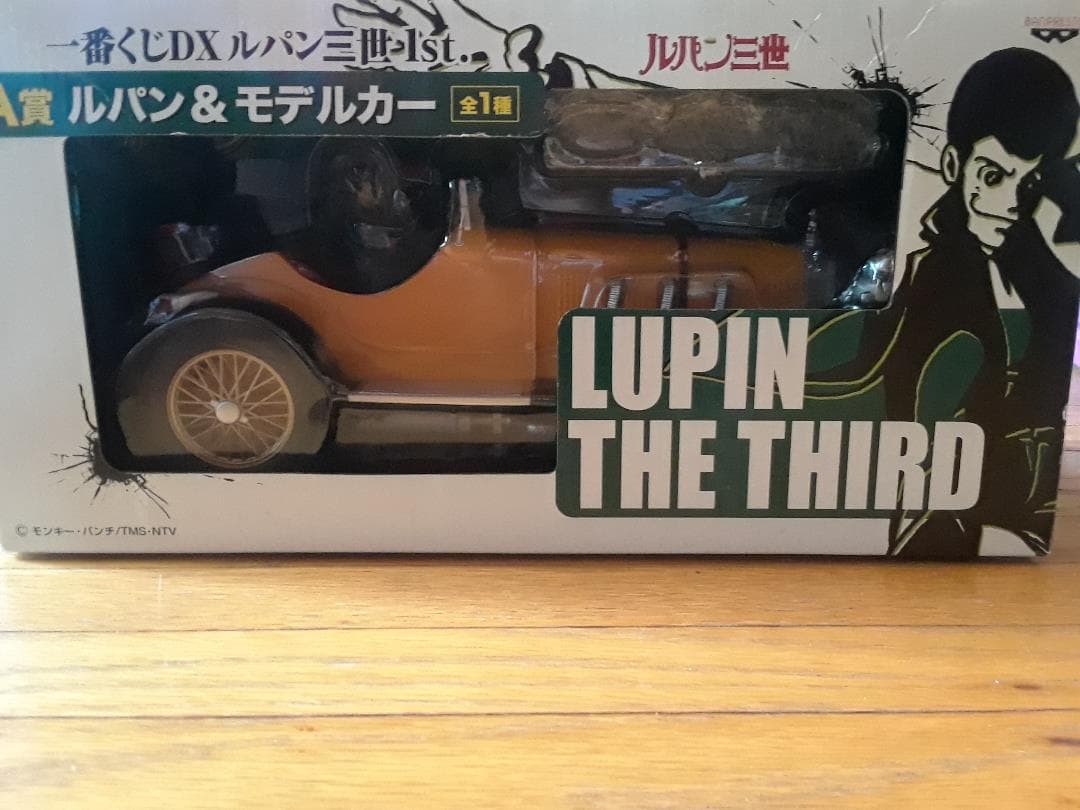 一番くじDX ルパン三世-1st.
ルパン三世
BANPRESTO
A賞 ルパン&モデルカー 全1種
LUPIN
THE THIRD
© モンキー・パンチ/TMS・NTV